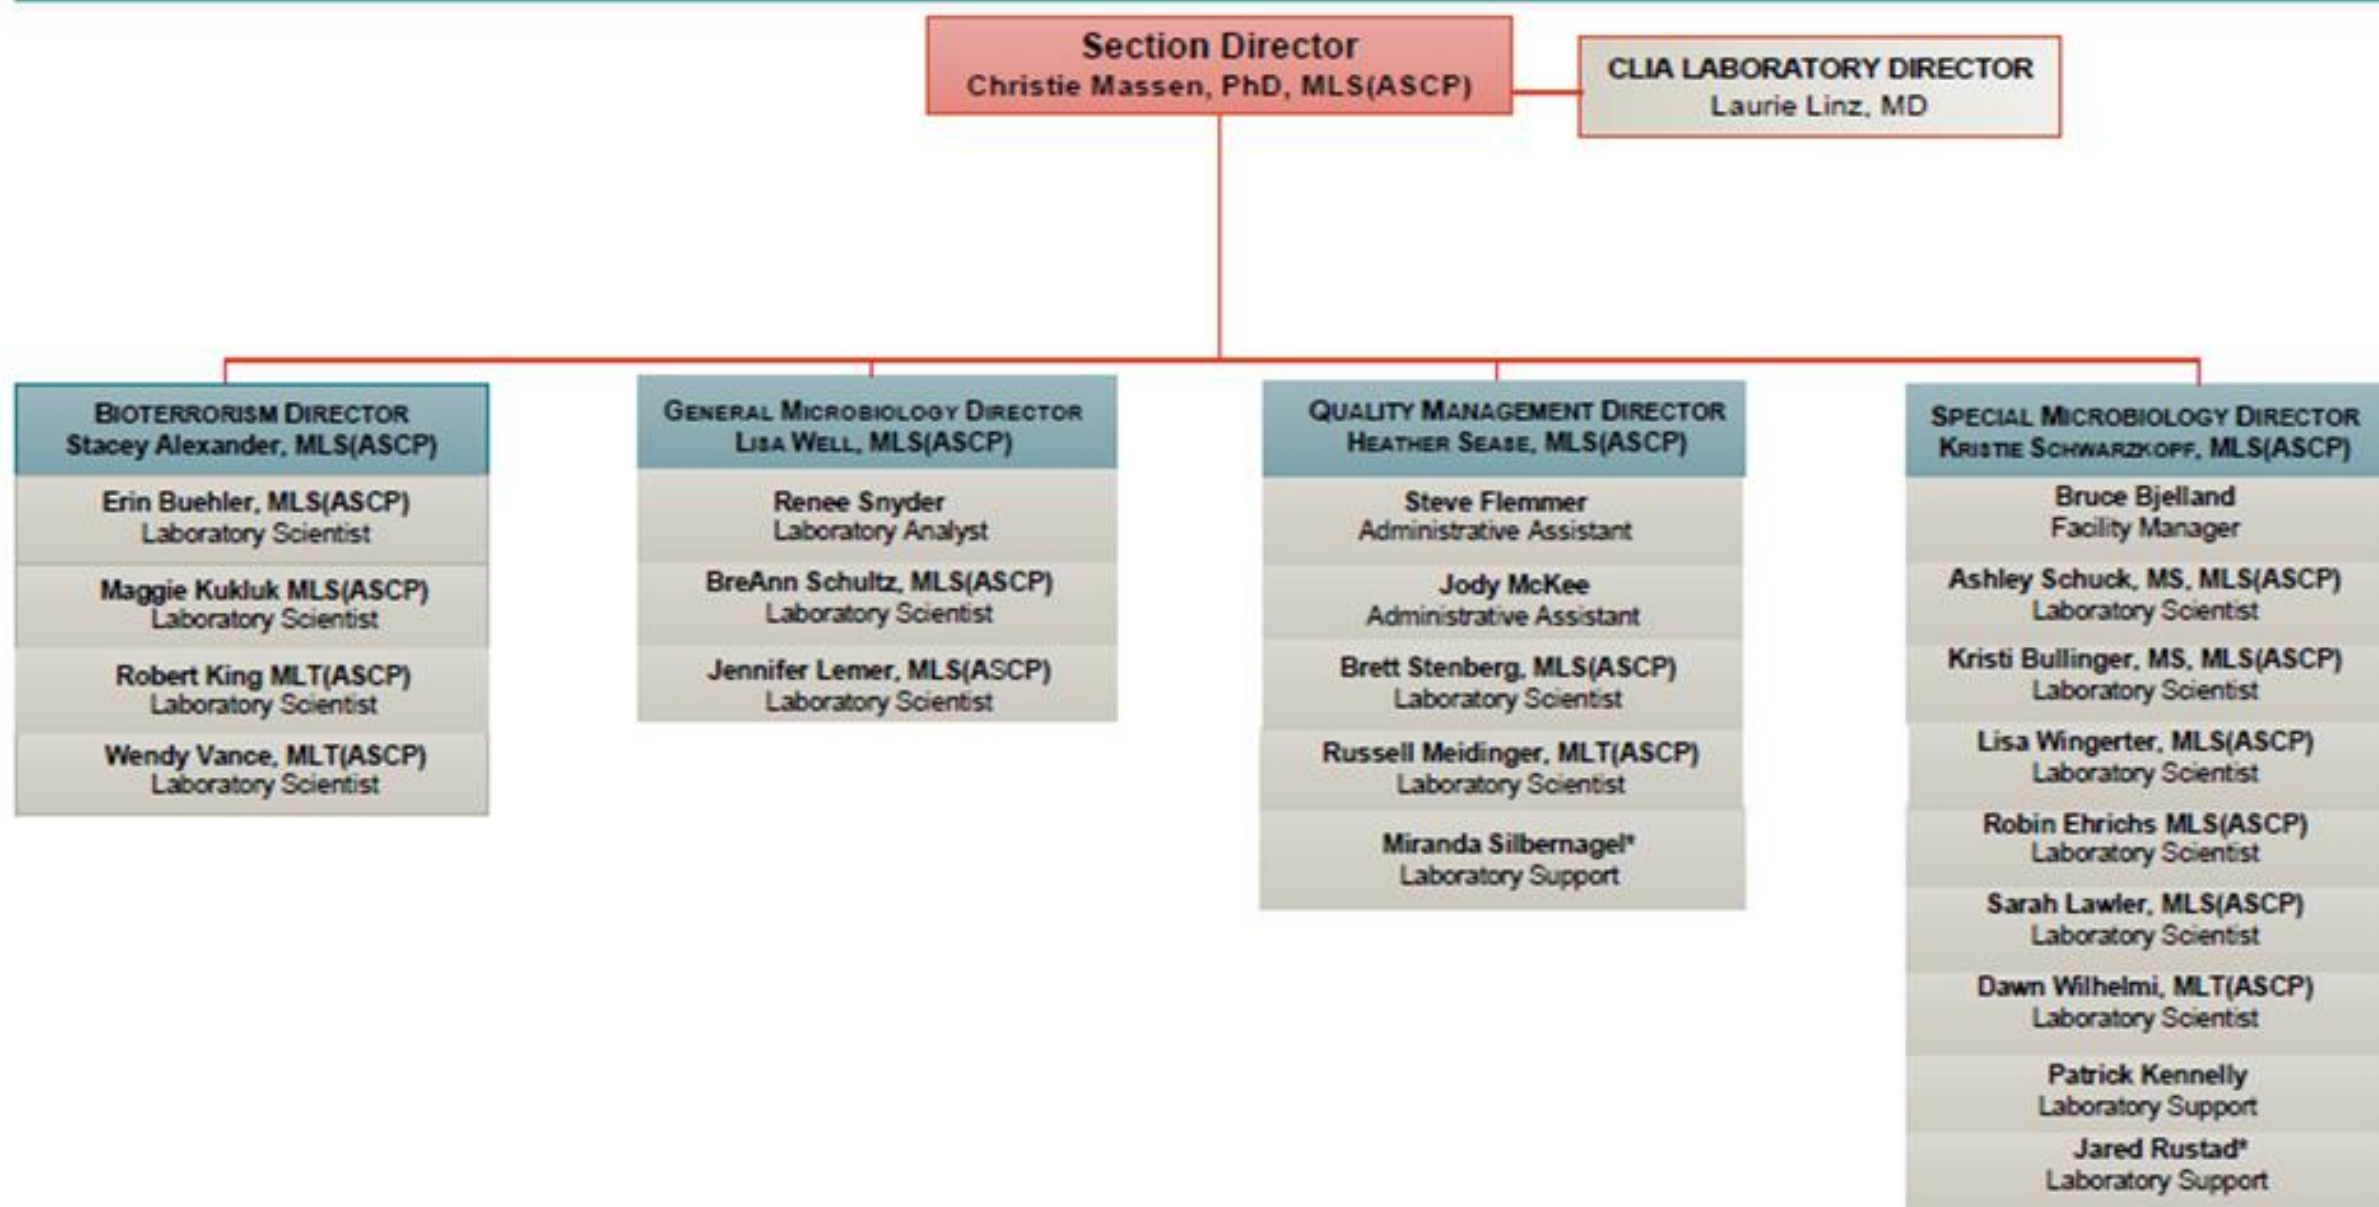 Section Director
Christie Massen, PhD, MLS(ASCP)
CLIA LABORATORY DIRECTOR
Laurie Linz, MD
BIOTERRORISM DIRECTOR
Stacey Alexander, MLS(ASCP)
Erin Buehler, MLS(ASCP)
Laboratory Scientist
Maggie Kukluk MLS(ASCP)
Laboratory Scientist
Robert King MLT(ASCP)
Laboratory Scientist
Wendy Vance, MLT(ASCP)
Laboratory Scientist
GENERAL MICROBIOLOGY DIRECTOR
LISA WELL, MLS(ASCP)
Renee Snyder
Laboratory Analyst
BreAnn Schultz, MLS(ASCP)
Laboratory Scientist
Jennifer Lemer, MLS(ASCP)
Laboratory Scientist
QUALITY MANAGEMENT DIRECTOR
HEATHER SEASE, MLS(ASCP)
Steve Flemmer
Administrative Assistant
Jody McKee
Administrative Assistant
Brett Stenberg, MLS(ASCP)
Laboratory Scientist
Russell Meidinger, MLT(ASCP)
Laboratory Scientist
Miranda Silbernagel*
Laboratory Support
SPECIAL MICROBIOLOGY DIRECTOR
KRISTIE SCHWARZKOPF, MLS(ASCP)
Bruce Bjelland
Facility Manager
Ashley Schuck, MS, MLS(ASCP)
Laboratory Scientist
Kristi Bullinger, MS, MLS(ASCP)
Laboratory Scientist
Lisa Wingerter, MLS(ASCP)
Laboratory Scientist
Robin Ehrichs MLS(ASCP)
Laboratory Scientist
Sarah Lawler, MLS(ASCP)
Laboratory Scientist
Dawn Wilhelmi, MLT(ASCP)
Laboratory Scientist
Patrick Kennelly
Laboratory Support
Jared Rustad*
Laboratory Support